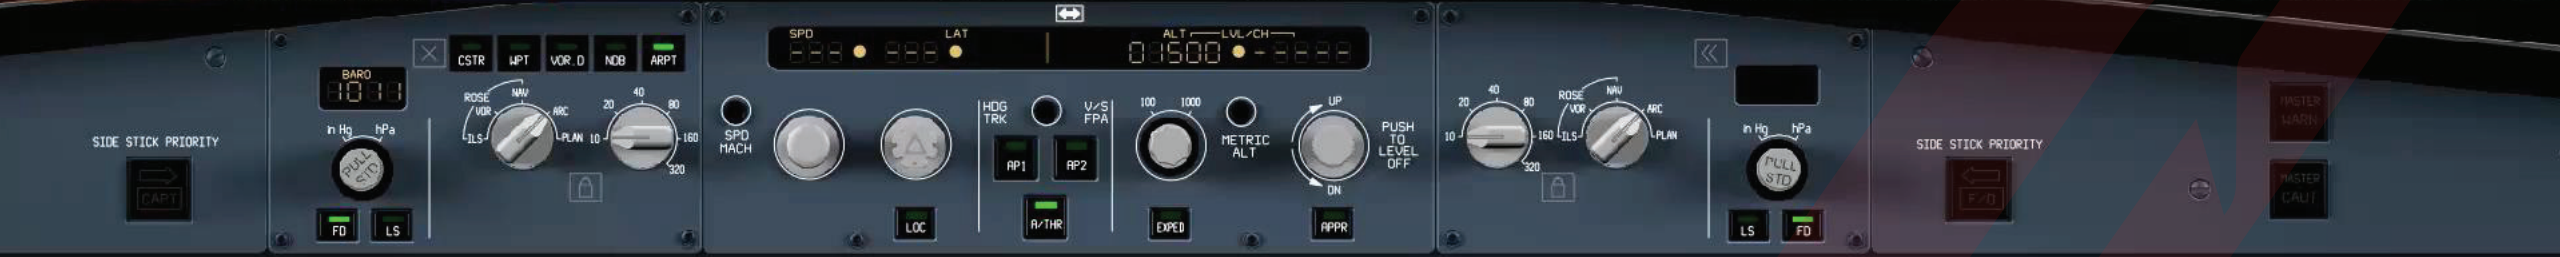 SIDE STICK PRIORITY
CAPT
BARO
1011
in Hg
hPa
PULL
STD
FD
LS
CSTR
WPT
VOR.D
NDB
ARPT
ROSE
ILS
VOR
NAV
ARC
PLAN
10
20
40
80
160
320
SPD
LAT
ALT
LVL/CH
--- --- 01500 -----
SPD
MACH
LOC
HDG
TRK
V/S
FPA
AP1
AP2
A/THR
100
1000
EXPED
METRIC
ALT
UP
DN
PUSH
TO
LEVEL
OFF
APPR
10
20
40
80
160
320
ROSE
ILS
VOR
NAV
ARC
PLAN
in Hg
hPa
PULL
STD
LS
FD
SIDE STICK PRIORITY
F/O
MASTER
WARN
MASTER
CAUT